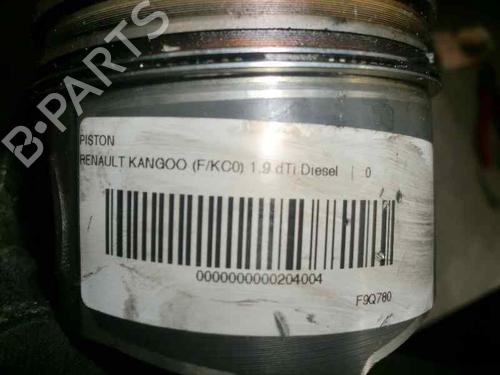 B-PARTS
PISTON
RENAULT KANGOO (F/KC0) 1.9 dTi Diesel | 0
0000000000204004
F9Q780